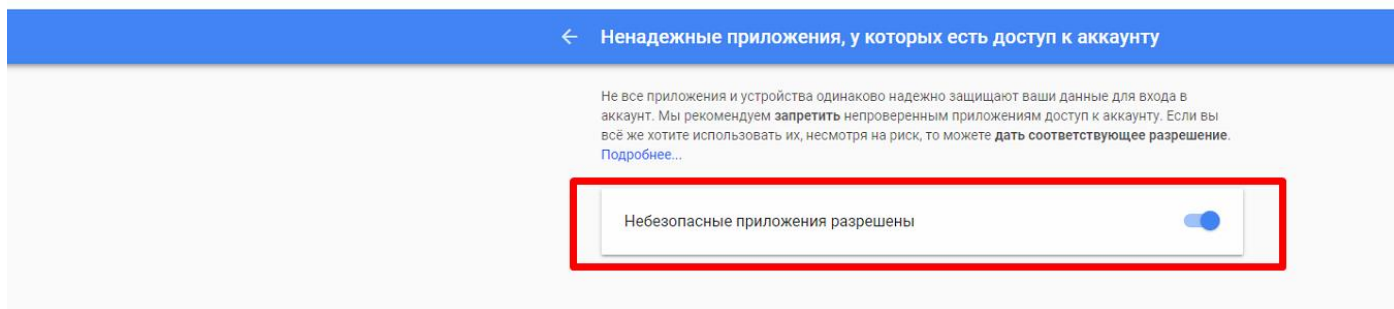 Ненадежные приложения, у которых есть доступ к аккаунту
Не все приложения и устройства одинаково надежно защищают ваши данные для входа в
аккаунт. Мы рекомендуем запретить непроверенным приложениям доступ к аккаунту. Если вы
всё же хотите использовать их, несмотря на риск, то можете дать соответствующее разрешение.
Подробнее...
Небезопасные приложения разрешены